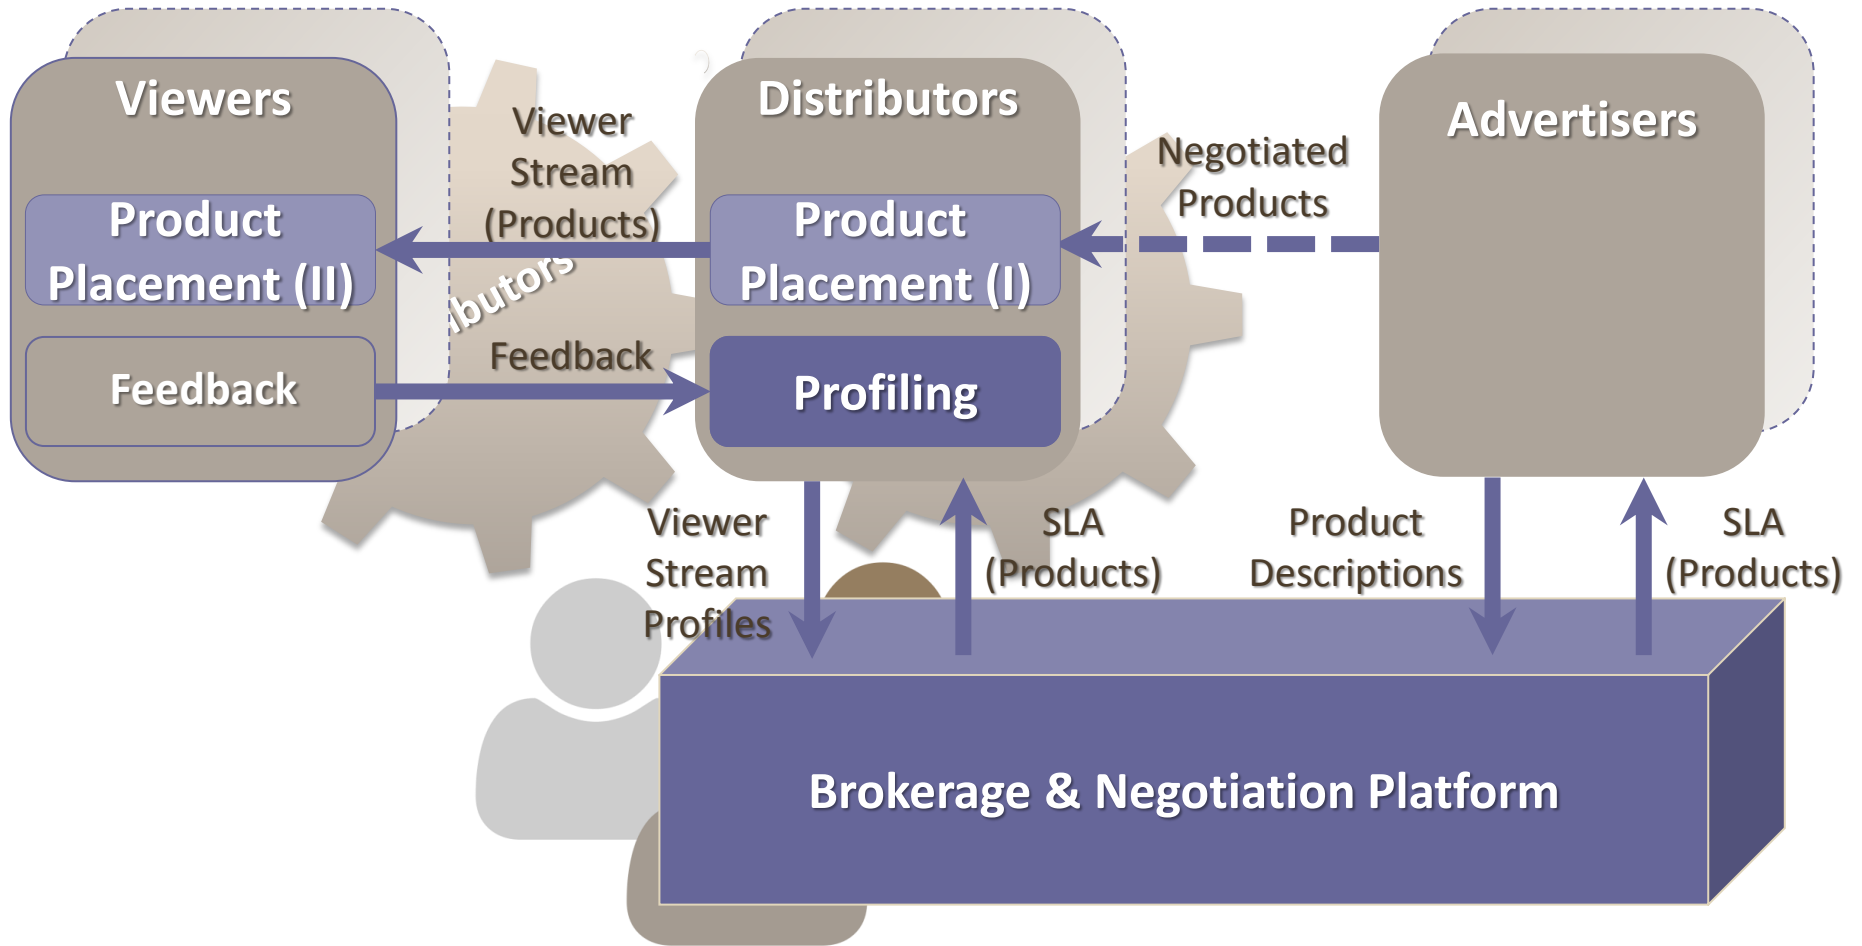 Viewers
Product
Placement (II)
Feedback
Viewer
Stream
(Products)
ibutors
Feedback
Distributors
Product
Placement (I)
Profiling
Negotiated
Products
Advertisers
Viewer
Stream
Profiles
SLA
(Products)
Product
Descriptions
SLA
(Products)
Brokerage & Negotiation Platform